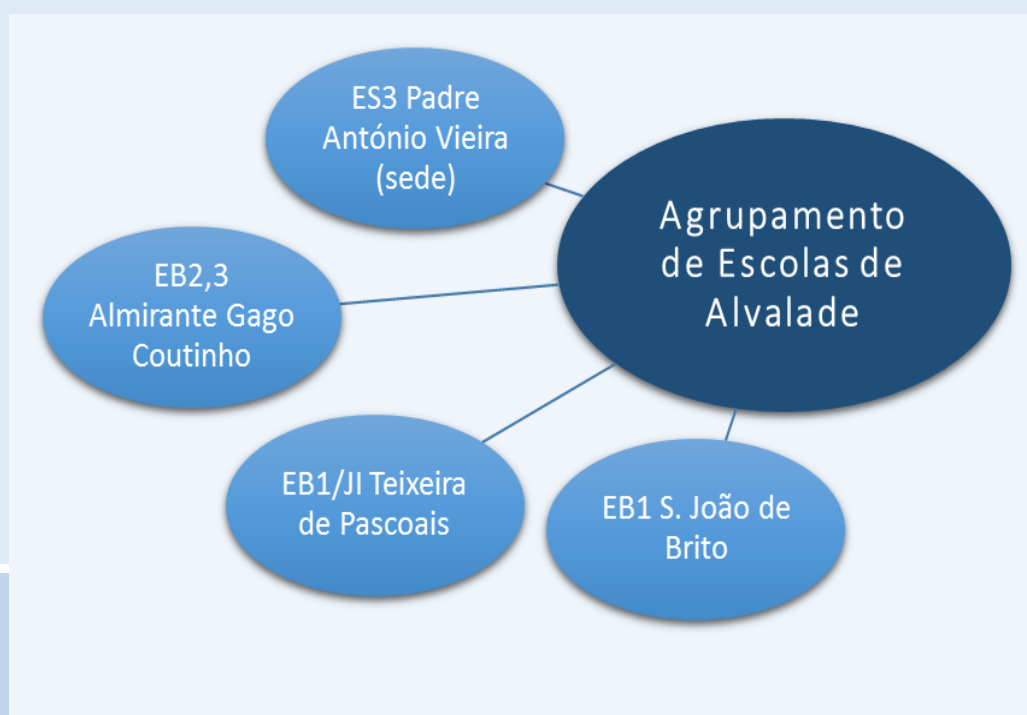 ES3 Padre
António Vieira
(sede)
Agrupamento
de Escolas de
Alvalade
EB2,3
Almirante Gago
Coutinho
EB1/JI Teixeira
de Pascoais
EB1 S. João de
Brito